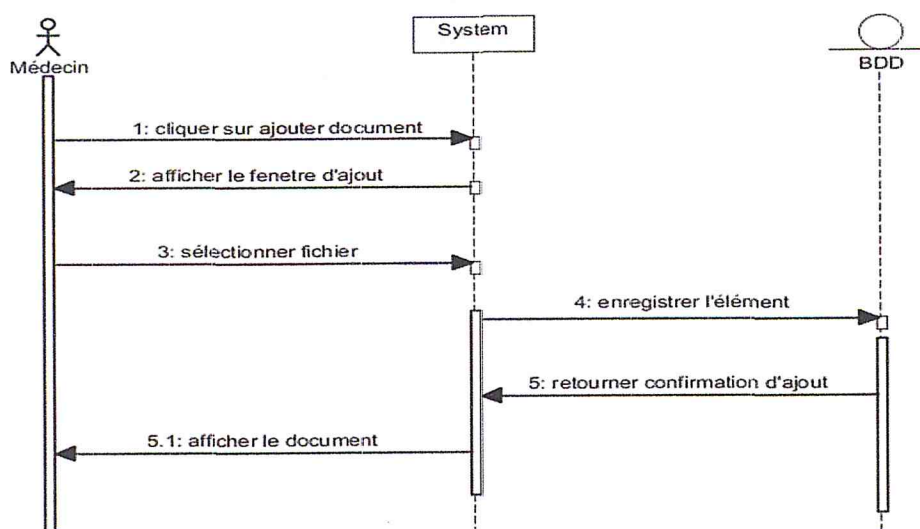 System
Médecin
BDD
1: cliquer sur ajouter document
2: afficher le fenetre d'ajout
3: sélectionner fichier
4: enregistrer l'élément
5: retourner confirmation d'ajout
5.1: afficher le document